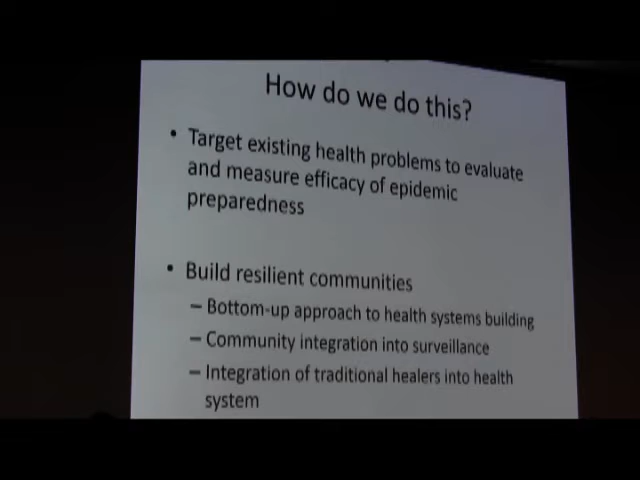 How do we do this?
• Target existing health problems to evaluate
and measure efficacy of epidemic
preparedness
• Build resilient communities
– Bottom-up approach to health systems building
– Community integration into surveillance
– Integration of traditional healers into health
system